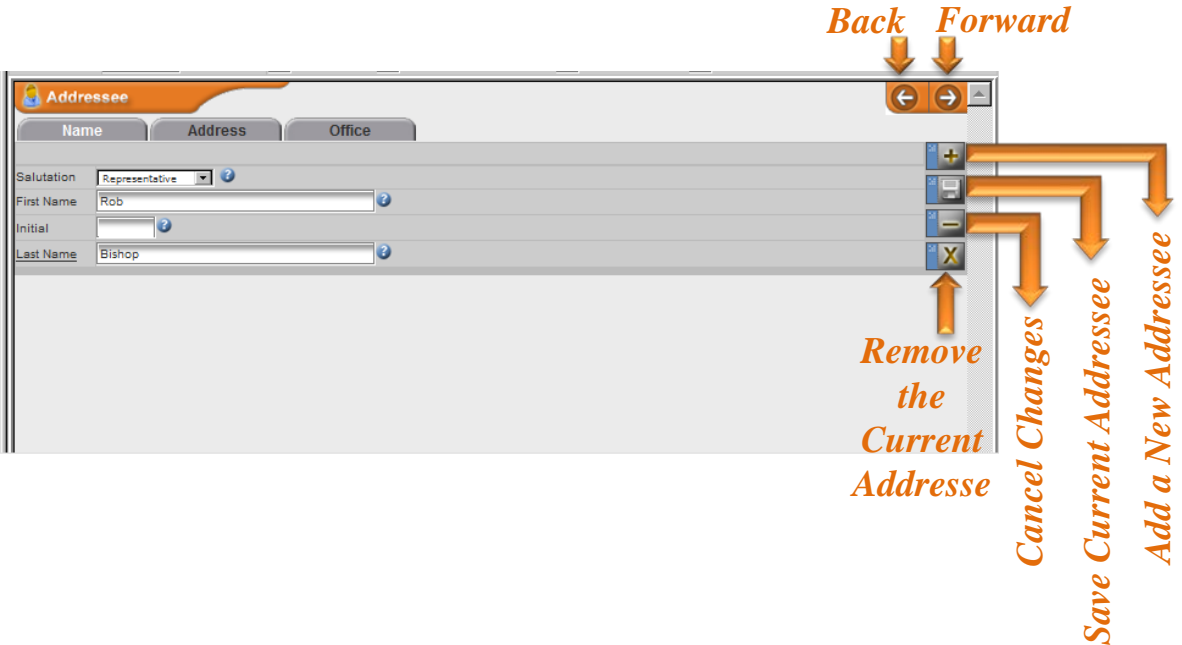 Back Forward
Addressee
Name Address Office
Salutation Representative
First Name Rob
Initial
Last Name Bishop
Remove
the
Current
Addresse
Cancel Changes
Save Current Addressee
Add a New Addressee